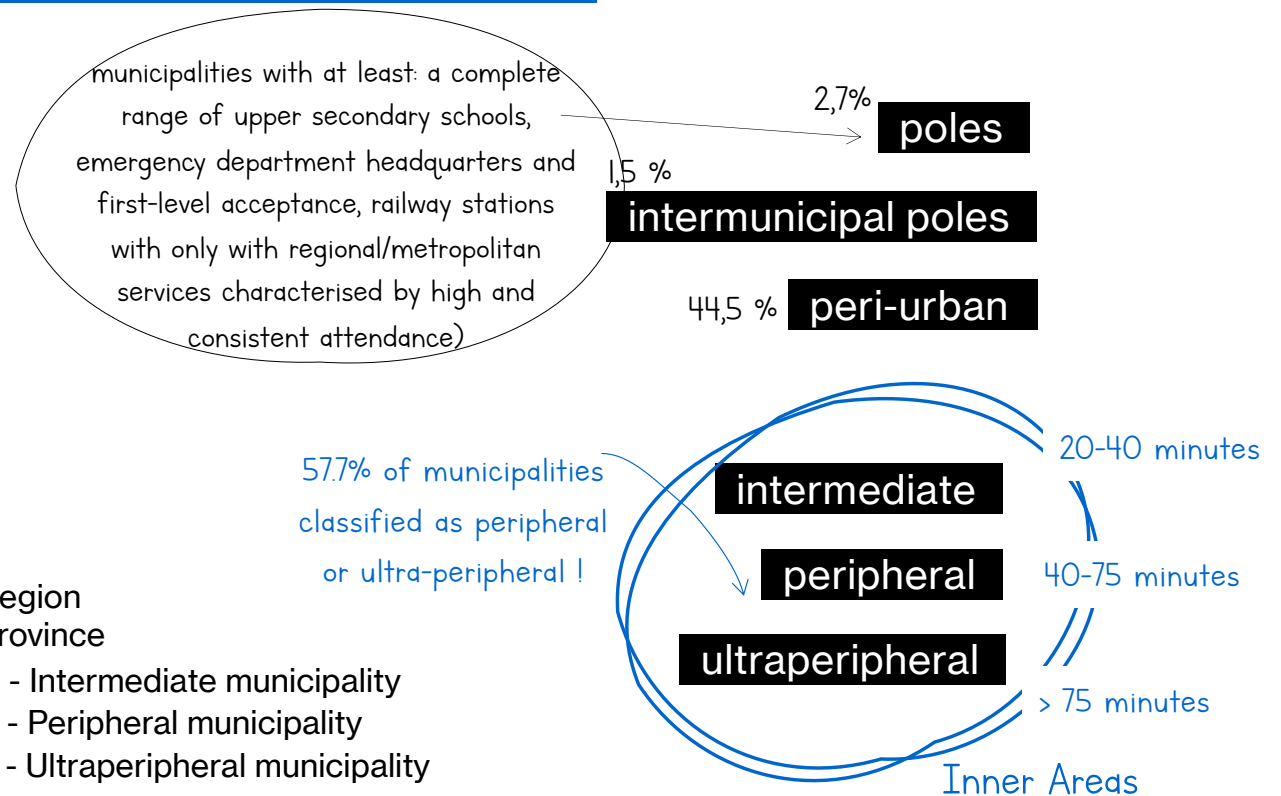 municipalities with at least: a complete
range of upper secondary schools,
emergency department headquarters and
first-level acceptance, railway stations
with only with regional/metropolitan
services characterised by high and
consistent attendance)
2,7%
poles
1,5 %
intermunicipal poles
44,5 %
peri-urban
57.7% of municipalities
classified as peripheral
or ultra-peripheral !
intermediate
20-40 minutes
peripheral
40-75 minutes
ultraperipheral
> 75 minutes
Inner Areas
egion
rovince
- Intermediate municipality
- Peripheral municipality
- Ultraperipheral municipality